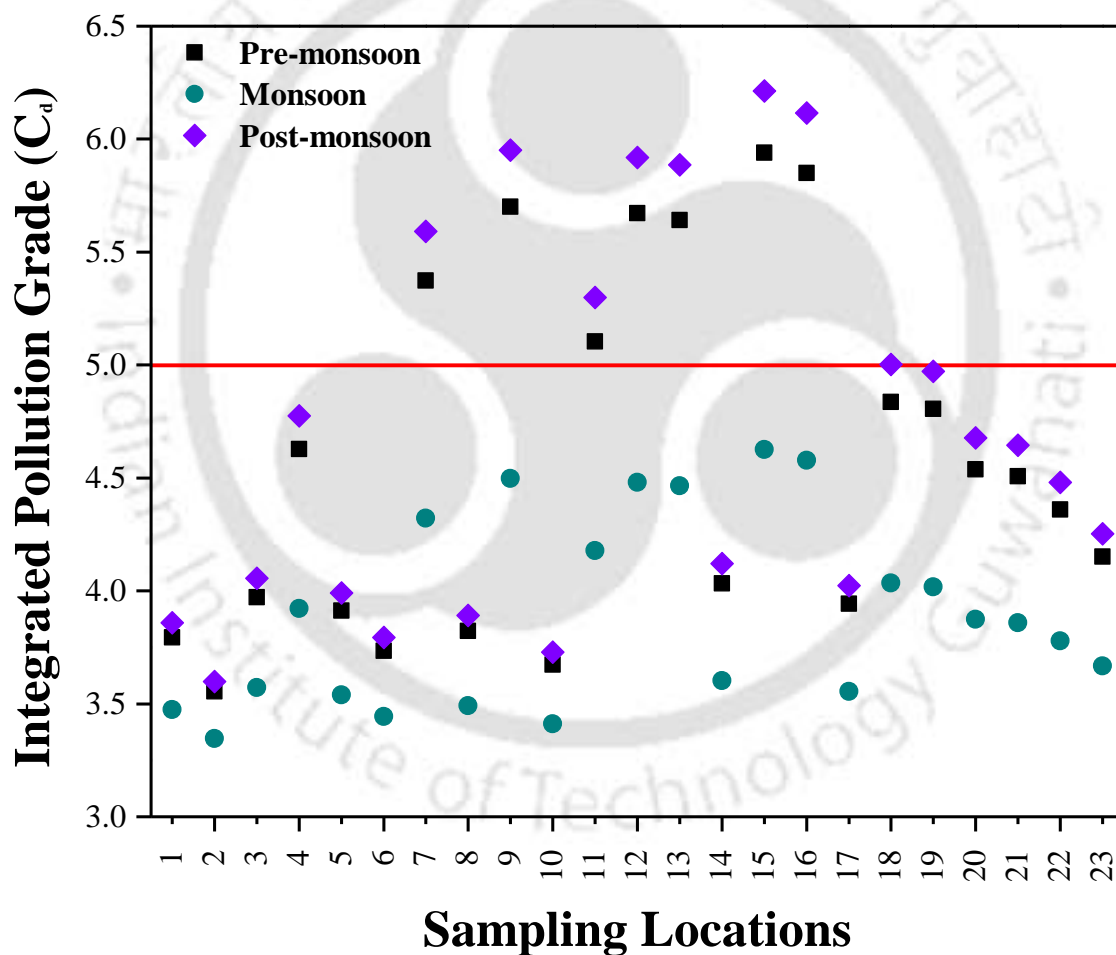 6.5
6.0
5.5
5.0
4.5
4.0
3.5
3.0
Integrated Pollution Grade (Cd)
Pre-monsoon
Monsoon
Post-monsoon
1 2 3 4 5 6 7 8 9 10 11 12 13 14 15 16 17 18 19 20 21 22 23
Sampling Locations
Indian Institute of Technology Guwahati